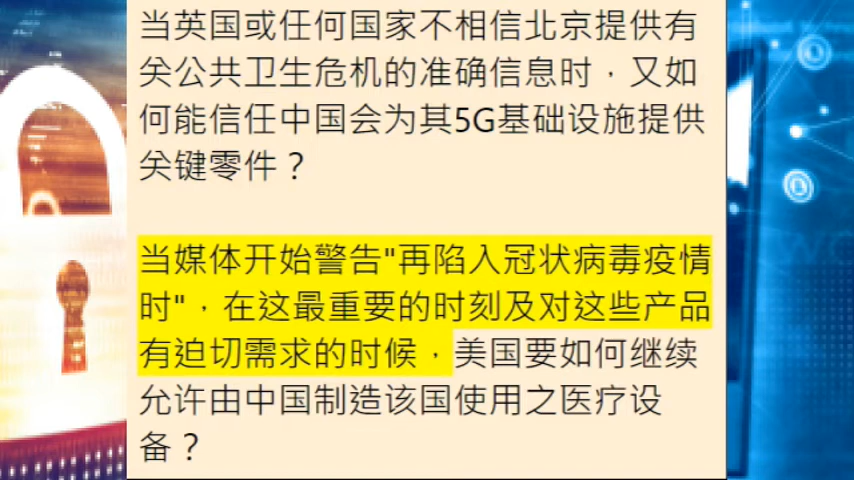 当英国或任何国家不相信北京提供有
关公共卫生危机的准确信息时，又如
何能信任中国会为其5G基础设施提供
关键零件？
当媒体开始警告"再陷入冠状病毒疫情
时"，在这最重要的时刻及对这些产品
有迫切需求的时候，美国要如何继续
允许由中国制造该国使用之医疗设
备？